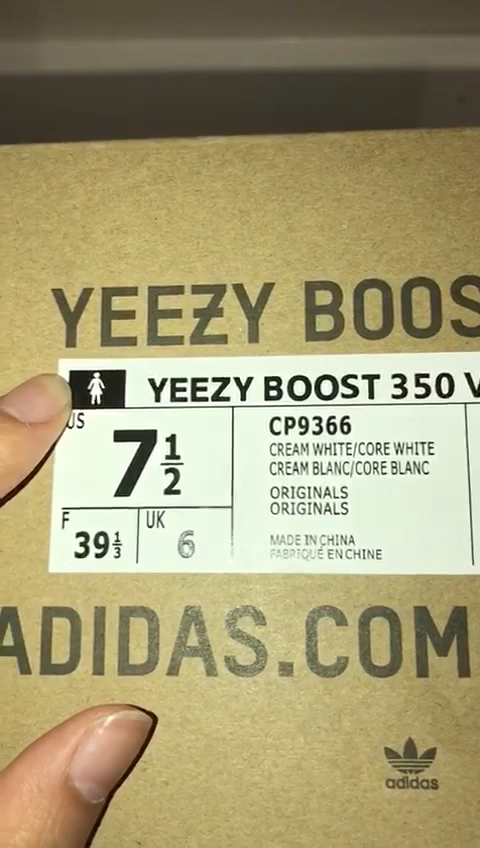 YEEZY BOOS
YEEZY BOOST 350 V
US
7 1/2
F
39 1/3
UK
6
CP9366
CREAM WHITE/CORE WHITE
CREAM BLANC/CORE BLANC
ORIGINALS
ORIGINALS
MADE IN CHINA
FABRIQUÉ EN CHINE
ADIDAS.COM
adidas